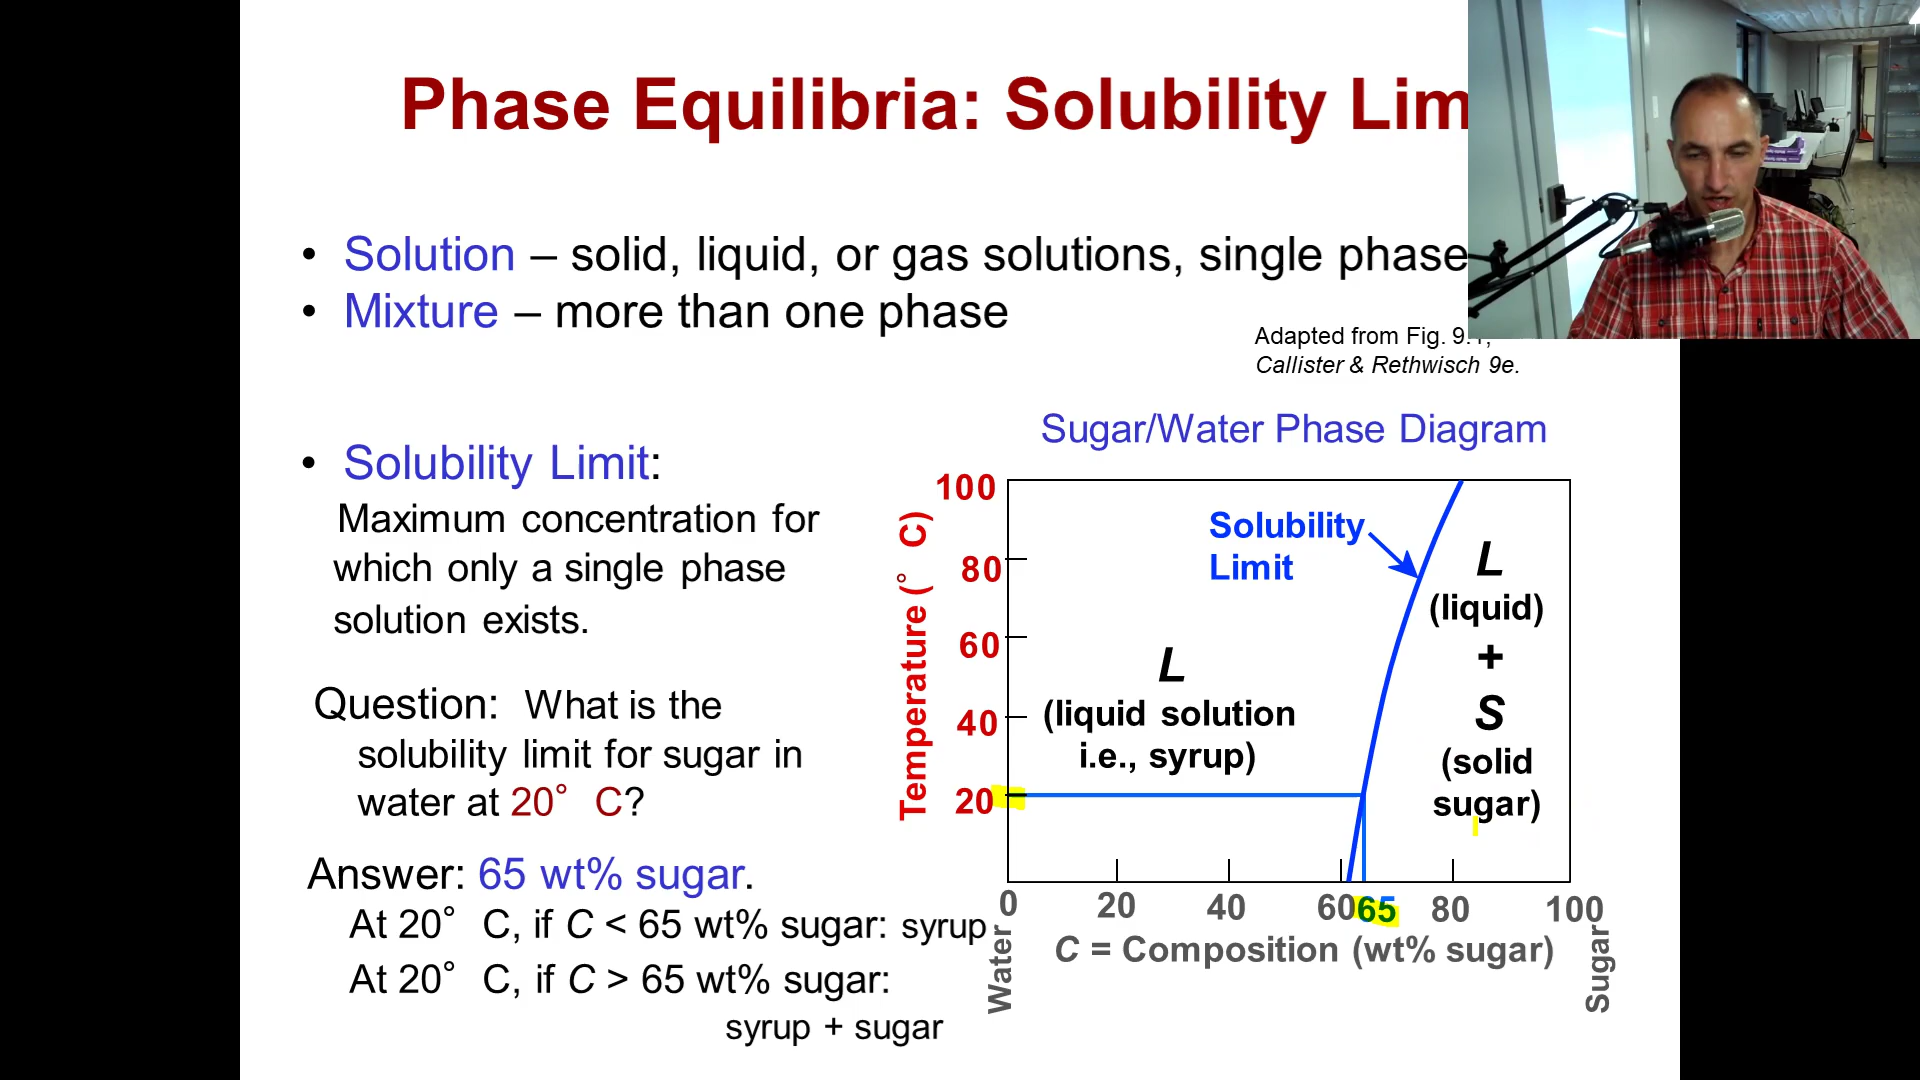 Phase Equilibria: Solubility Lim
• Solution – solid, liquid, or gas solutions, single phase
• Mixture – more than one phase
Adapted from Fig. 9.1,
Callister & Rethwisch 9e.
• Solubility Limit:
Maximum concentration for
which only a single phase
solution exists.
Question: What is the
solubility limit for sugar in
water at 20° C?
Answer: 65 wt% sugar.
At 20° C, if C < 65 wt% sugar: syrup
At 20° C, if C > 65 wt% sugar:
syrup + sugar
Sugar/Water Phase Diagram
Temperature (° C)
100
80
60
40
20
Solubility
Limit
L
(liquid solution
i.e., syrup)
L
(liquid)
+
S
(solid
sugar)
0 20 40 60 65 80 100
C = Composition (wt% sugar)
Water
Sugar